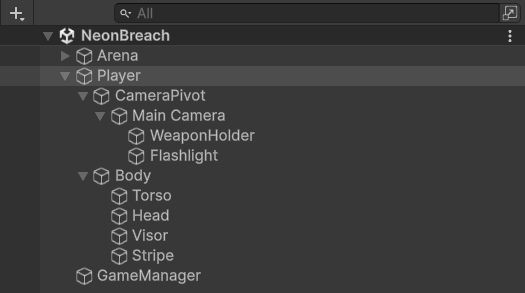 All
NeonBreach
Arena
Player
CameraPivot
Main Camera
WeaponHolder
Flashlight
Body
Torso
Head
Visor
Stripe
GameManager